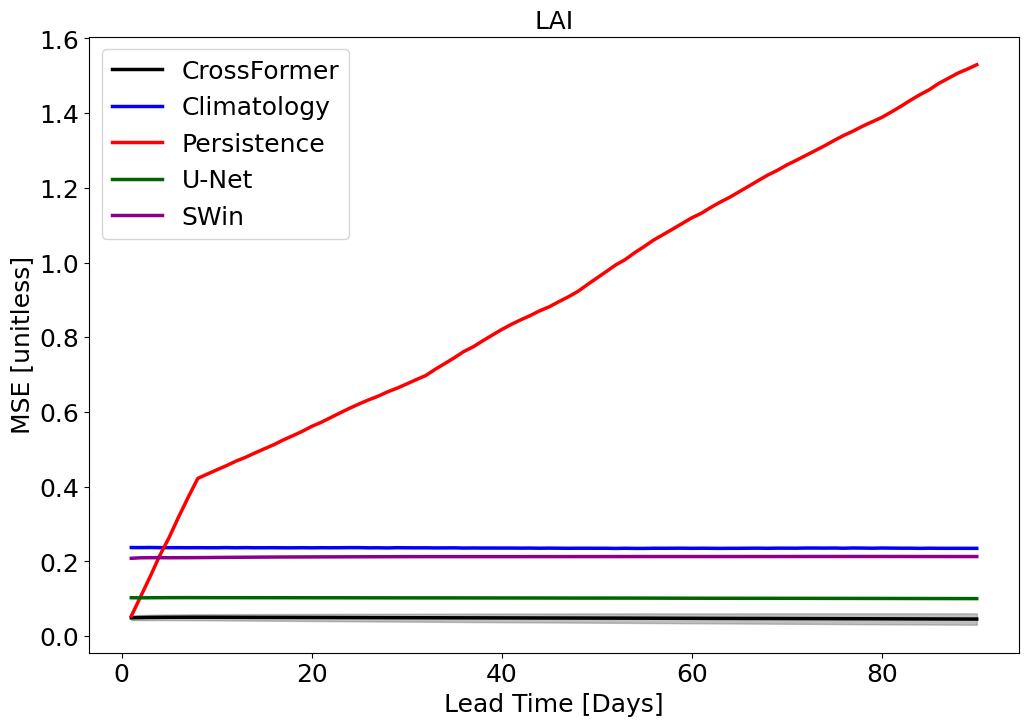 LAI
CrossFormer
Climatology
Persistence
U-Net
SWin
MSE [unitless]
1.6
1.4
1.2
1.0
0.8
0.6
0.4
0.2
0.0
0 20 40 60 80
Lead Time [Days]